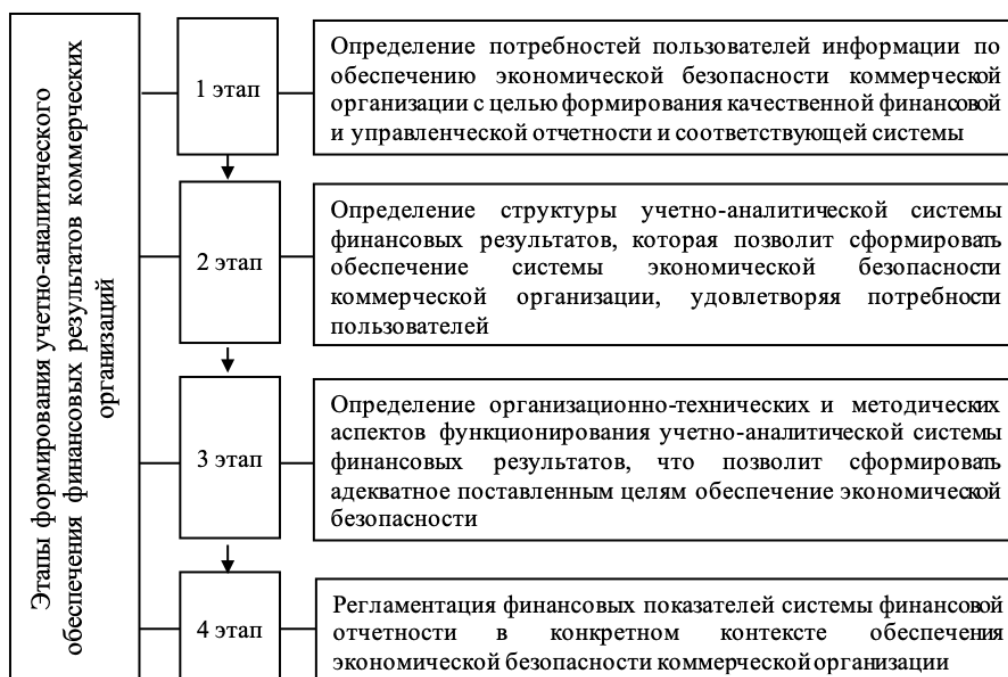 Этапы формирования учетно-аналитического
обеспечения финансовых результатов коммерческих
организаций
1 этап
Определение потребностей пользователей информации по
обеспечению экономической безопасности коммерческой
организации с целью формирования качественной финансовой
и управленческой отчетности и соответствующей системы
2 этап
Определение структуры учетно-аналитической системы
финансовых результатов, которая позволит сформировать
обеспечение системы экономической безопасности
коммерческой организации, удовлетворяя потребности
пользователей
3 этап
Определение организационно-технических и методических
аспектов функционирования учетно-аналитической системы
финансовых результатов, что позволит сформировать
адекватное поставленным целям обеспечение экономической
безопасности
4 этап
Регламентация финансовых показателей системы финансовой
отчетности в конкретном контексте обеспечения
экономической безопасности коммерческой организации